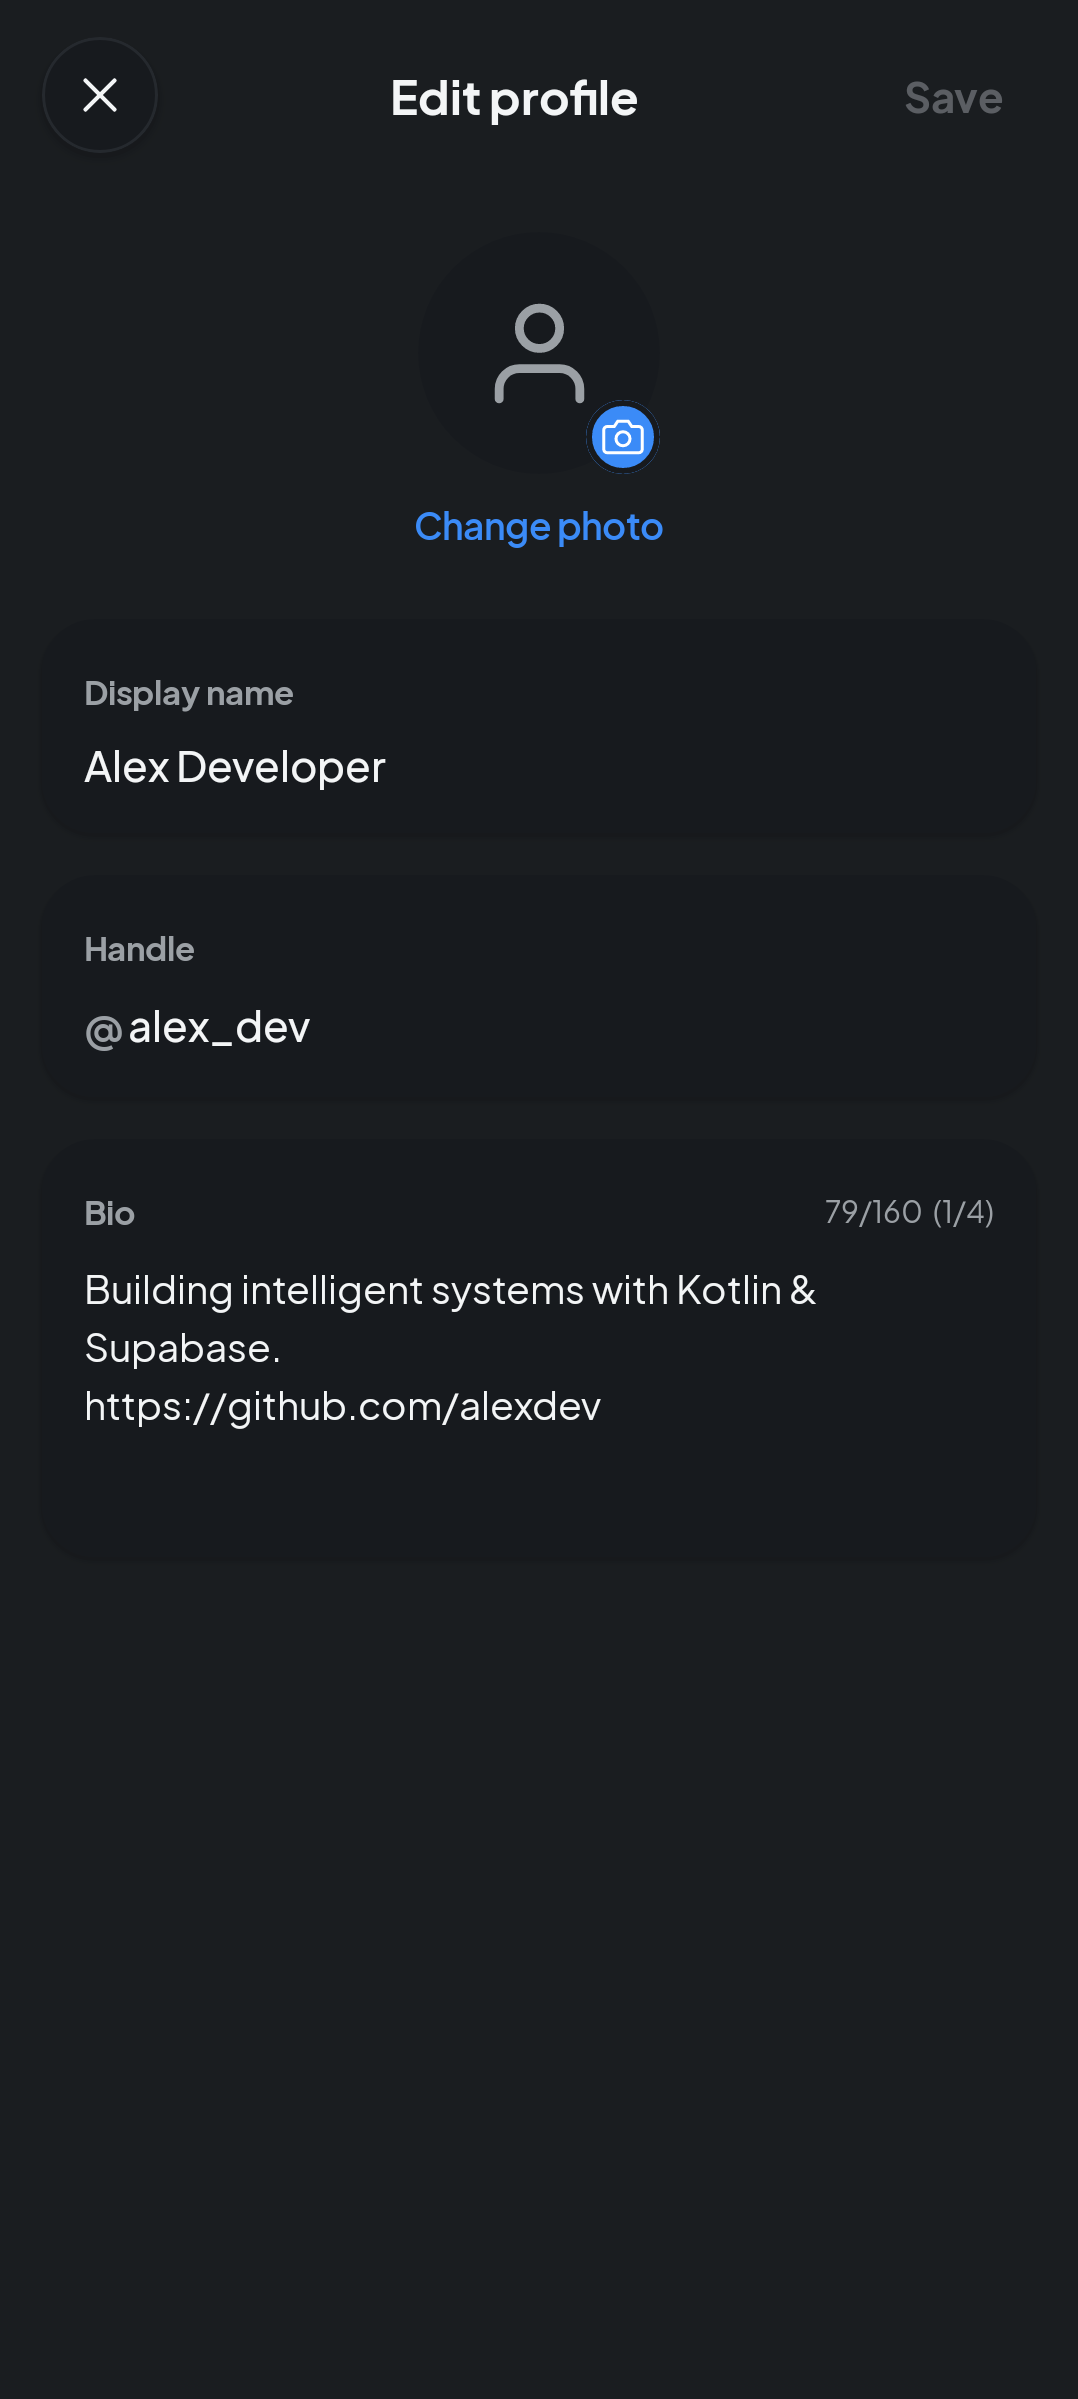 Edit profile
Save
Change photo
Display name
Alex Developer
Handle
@alex_dev
Bio
79/160 (1/4)
Building intelligent systems with Kotlin &
Supabase.
https://github.com/alexdev